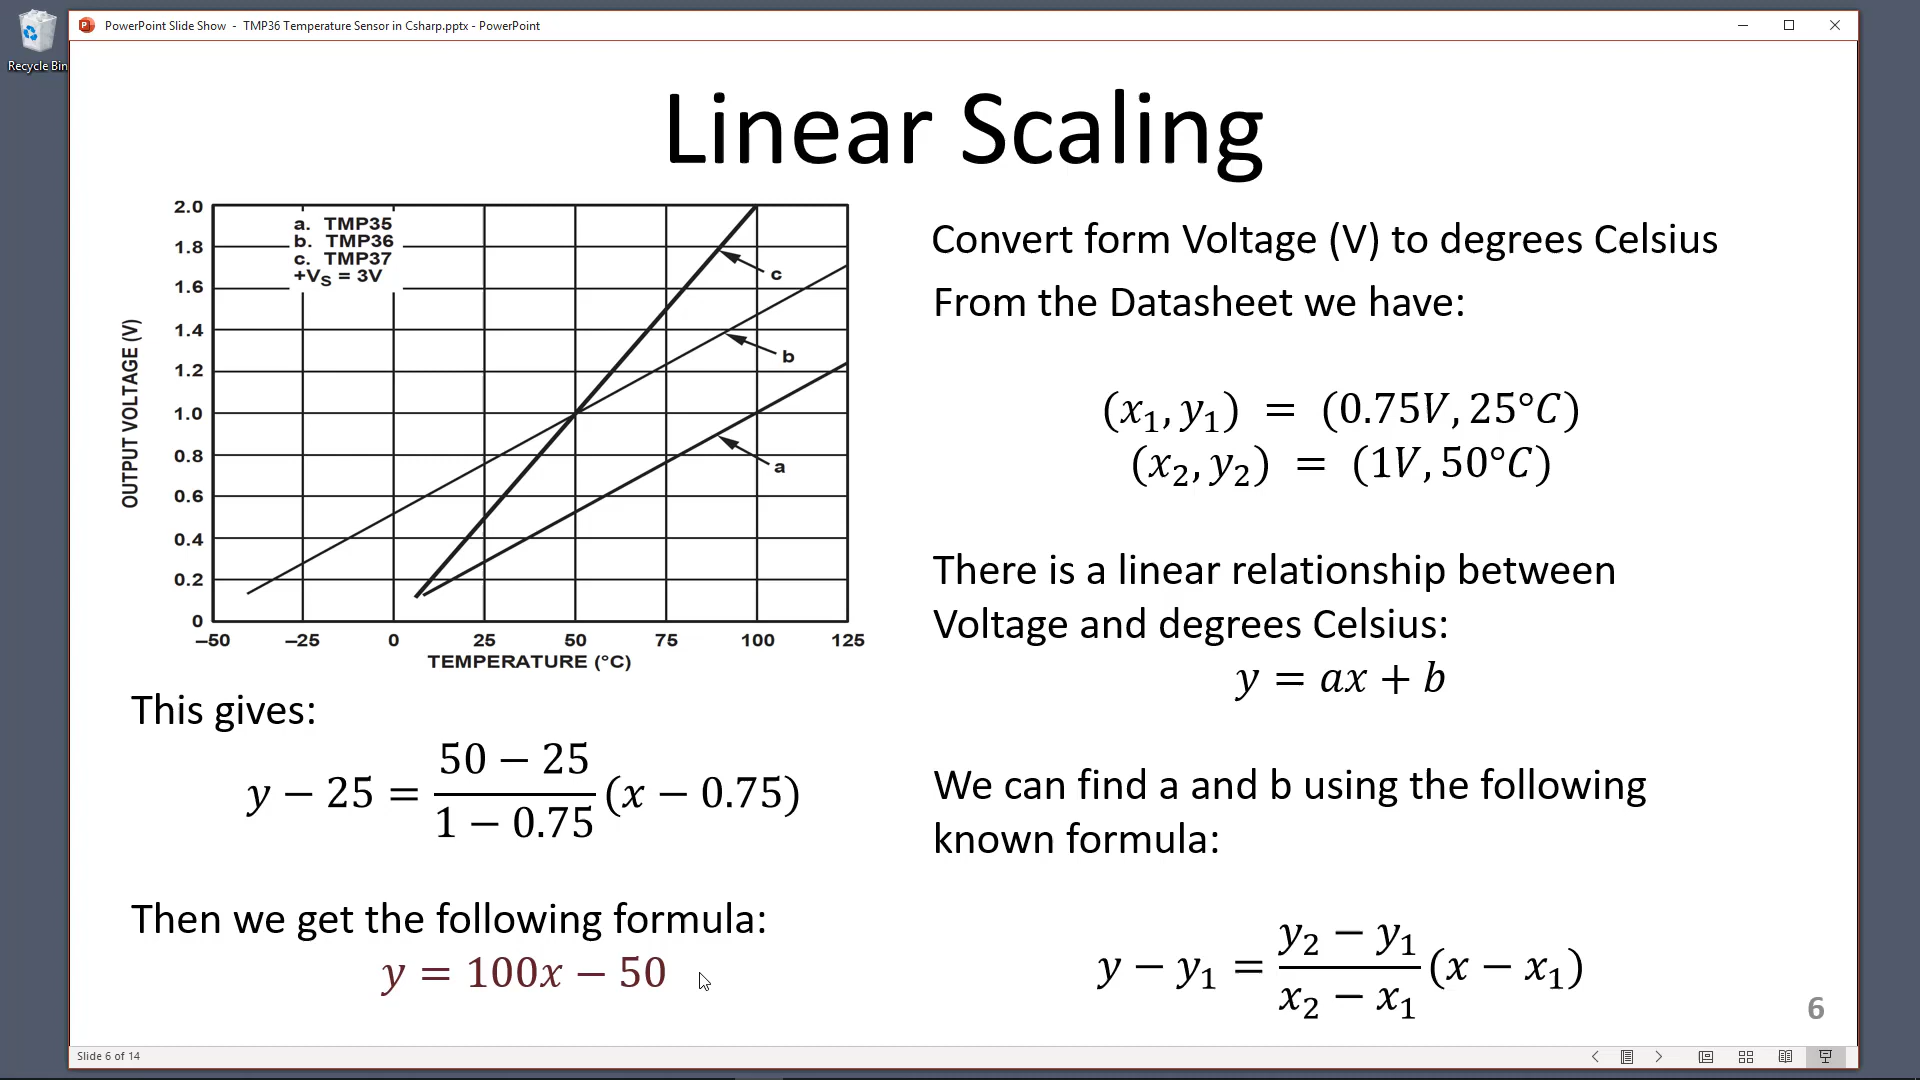 Recycle Bin
PowerPoint Slide Show - TMP36 Temperature Sensor in Csharp.pptx - PowerPoint
Linear Scaling
OUTPUT VOLTAGE (V)
2.0
1.8
1.6
1.4
1.2
1.0
0.8
0.6
0.4
0.2
0
a. TMP35
b. TMP36
c. TMP37
+VS = 3V
c
b
a
–50 –25 0 25 50 75 100 125
TEMPERATURE (°C)
This gives:
y − 25 = (50 − 25)/(1 − 0.75) (x − 0.75)
Then we get the following formula:
y = 100x − 50
Convert form Voltage (V) to degrees Celsius
From the Datasheet we have:
(x₁, y₁) = (0.75V, 25°C)
(x₂, y₂) = (1V, 50°C)
There is a linear relationship between
Voltage and degrees Celsius:
y = ax + b
We can find a and b using the following
known formula:
y − y₁ = (y₂ − y₁)/(x₂ − x₁) (x − x₁)
6
Slide 6 of 14